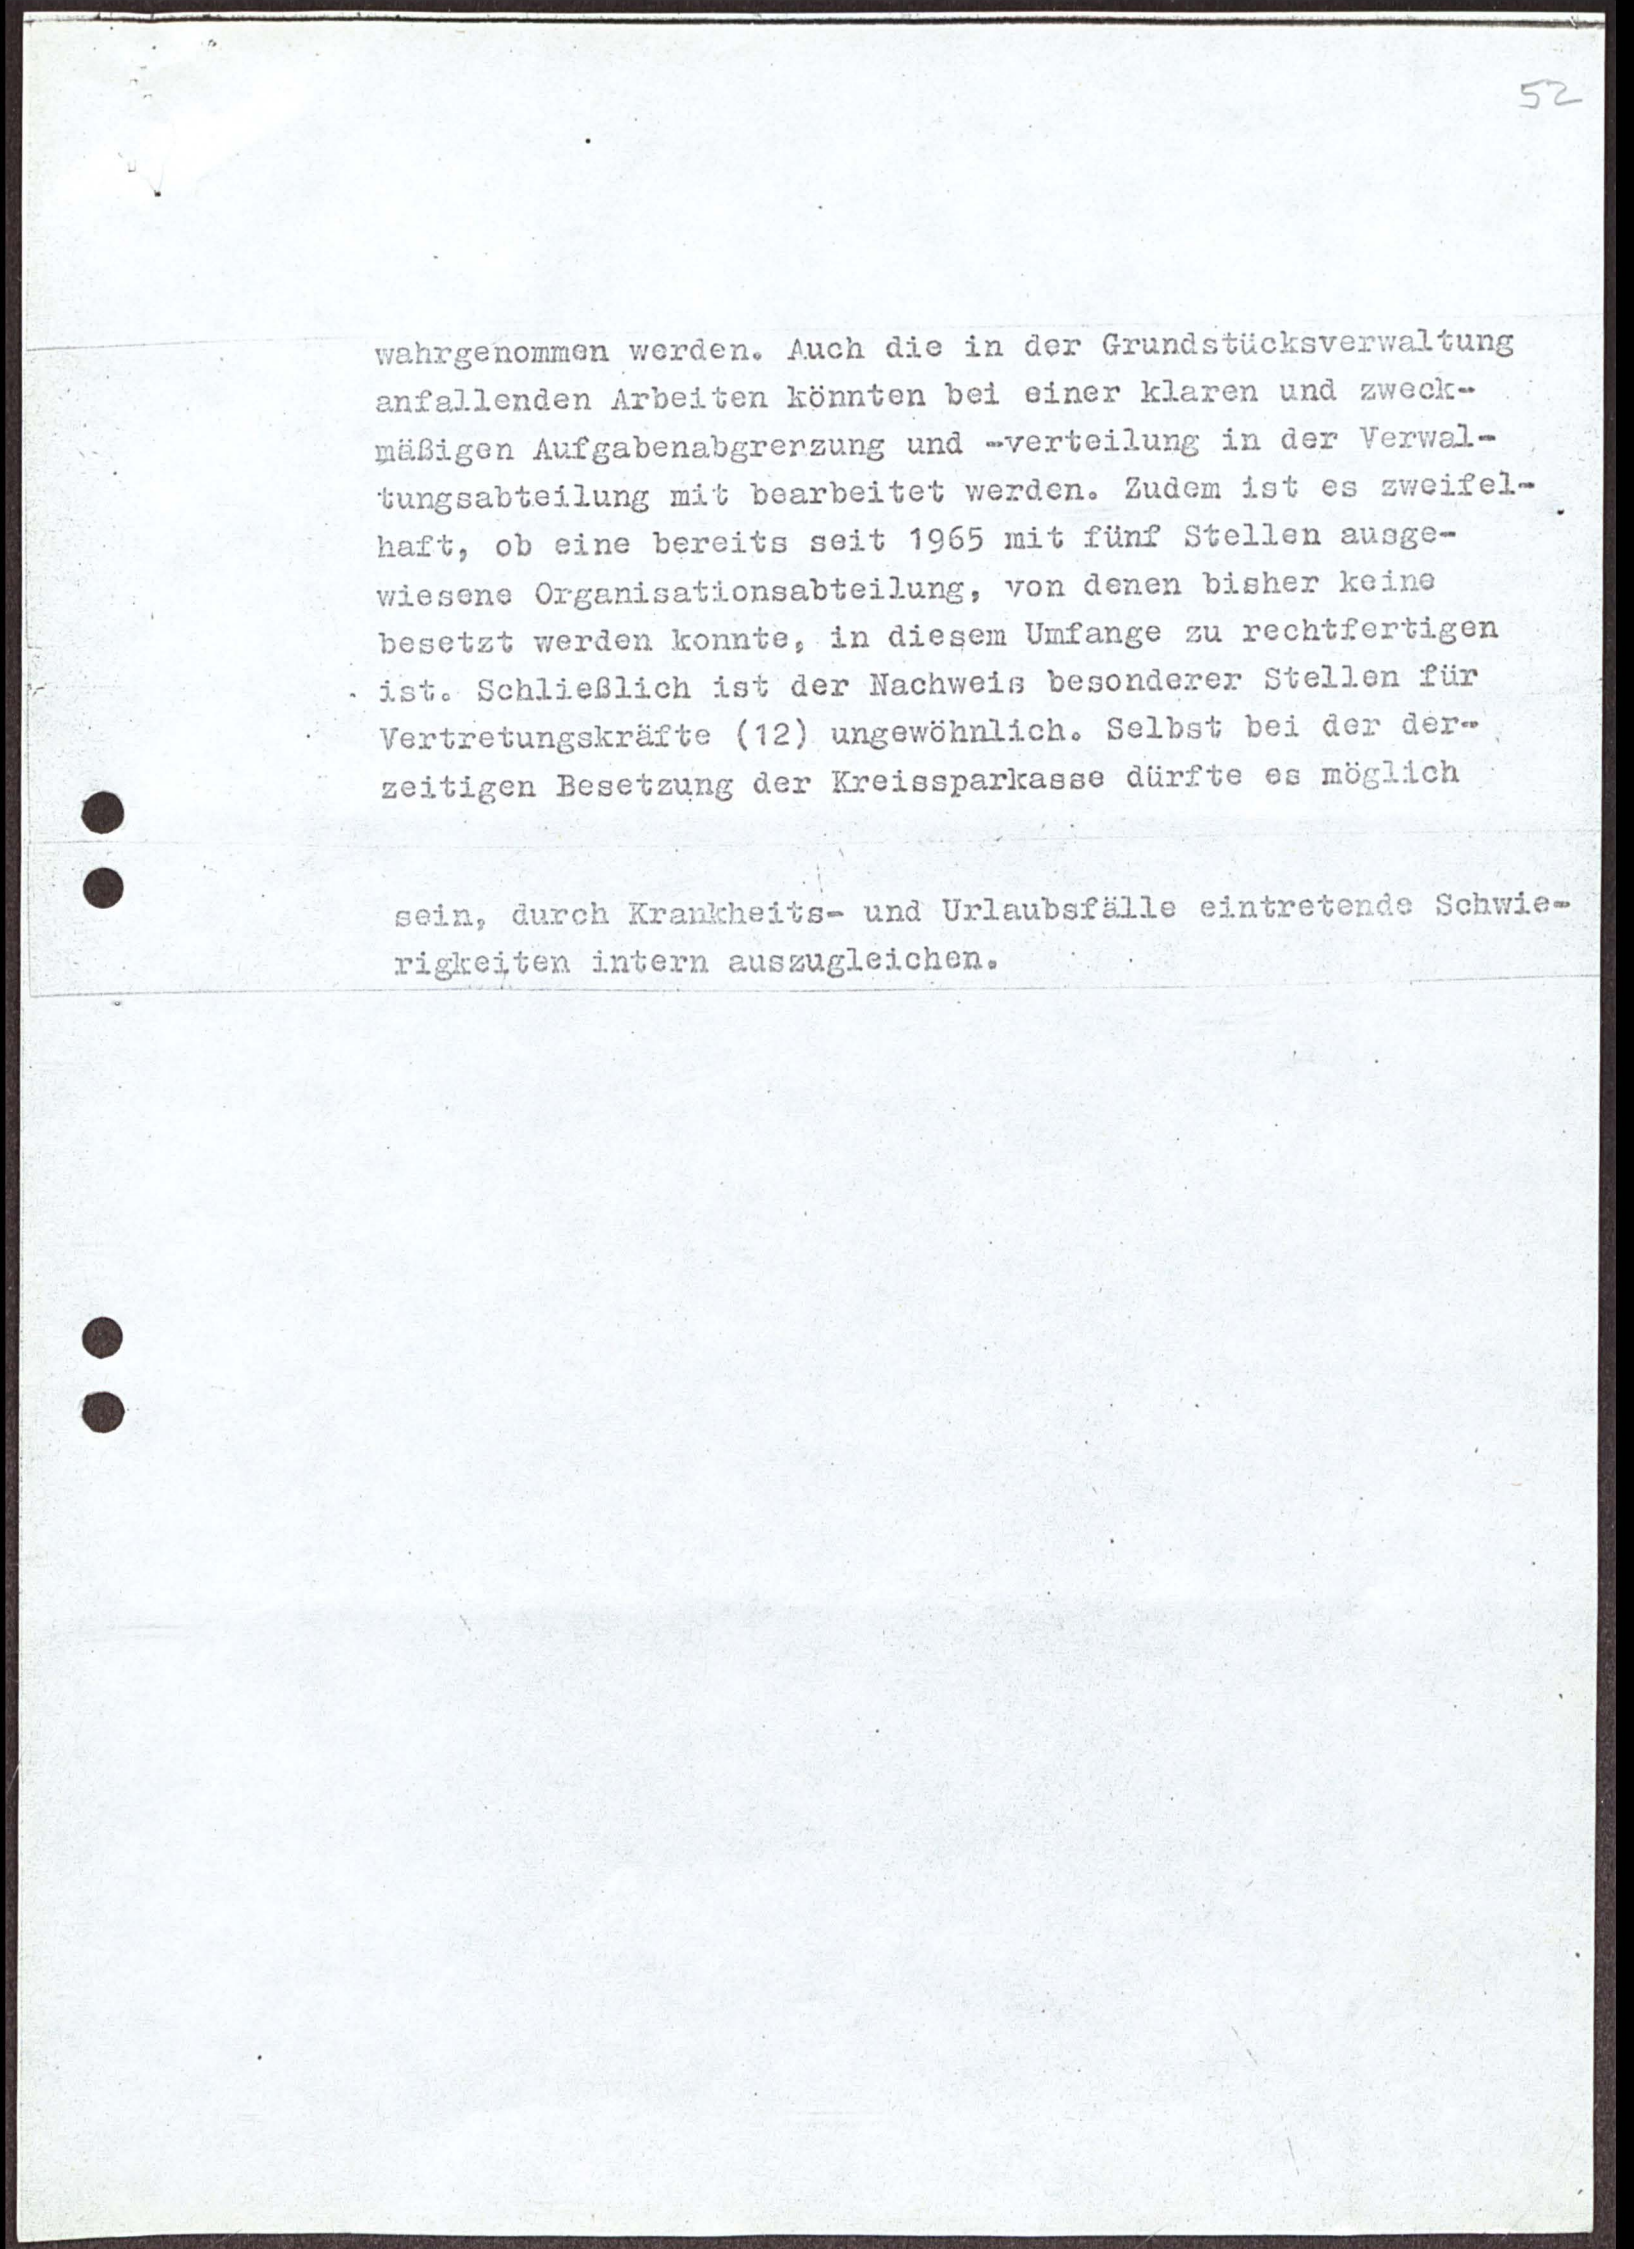 52
wahrgenommen werden. Auch die in der Grundstücksverwaltung
anfallenden Arbeiten könnten bei einer klaren und zweck-
mäßigen Aufgabenabgrenzung und -verteilung in der Verwal-
tungsabteilung mit bearbeitet werden. Zudem ist es zweifel-
haft, ob eine bereits seit 1965 mit fünf Stellen ausge-
wiesene Organisationsabteilung, von denen bisher keine
besetzt werden konnte, in diesem Umfange zu rechtfertigen
ist. Schließlich ist der Nachweis besonderer Stellen für
Vertretungskräfte (12) ungewöhnlich. Selbst bei der der-
zeitigen Besetzung der Kreissparkasse dürfte es möglich
sein, durch Krankheits- und Urlaubsfälle eintretende Schwie-
rigkeiten intern auszugleichen.